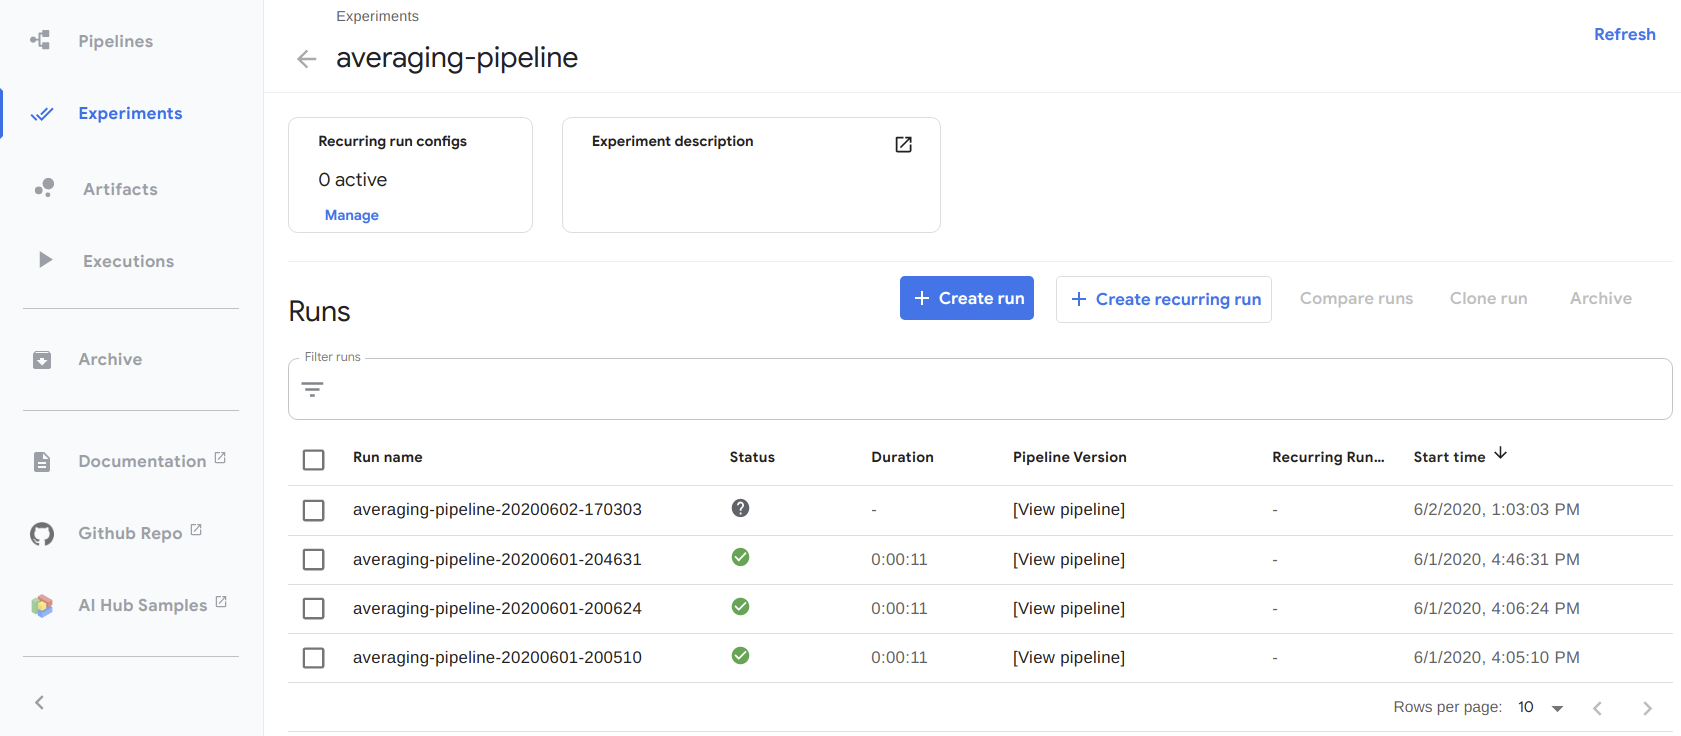 Pipelines
Experiments
Artifacts
Executions
Archive
Documentation
Github Repo
AI Hub Samples
Experiments
averaging-pipeline
Refresh
Recurring run configs
0 active
Manage
Experiment description
Runs
+ Create run
+ Create recurring run
Compare runs
Clone run
Archive
Filter runs
Run name Status Duration Pipeline Version Recurring Run... Start time
averaging-pipeline-20200602-170303 ? - [View pipeline] - 6/2/2020, 1:03:03 PM
averaging-pipeline-20200601-204631 0:00:11 [View pipeline] - 6/1/2020, 4:46:31 PM
averaging-pipeline-20200601-200624 0:00:11 [View pipeline] - 6/1/2020, 4:06:24 PM
averaging-pipeline-20200601-200510 0:00:11 [View pipeline] - 6/1/2020, 4:05:10 PM
Rows per page: 10